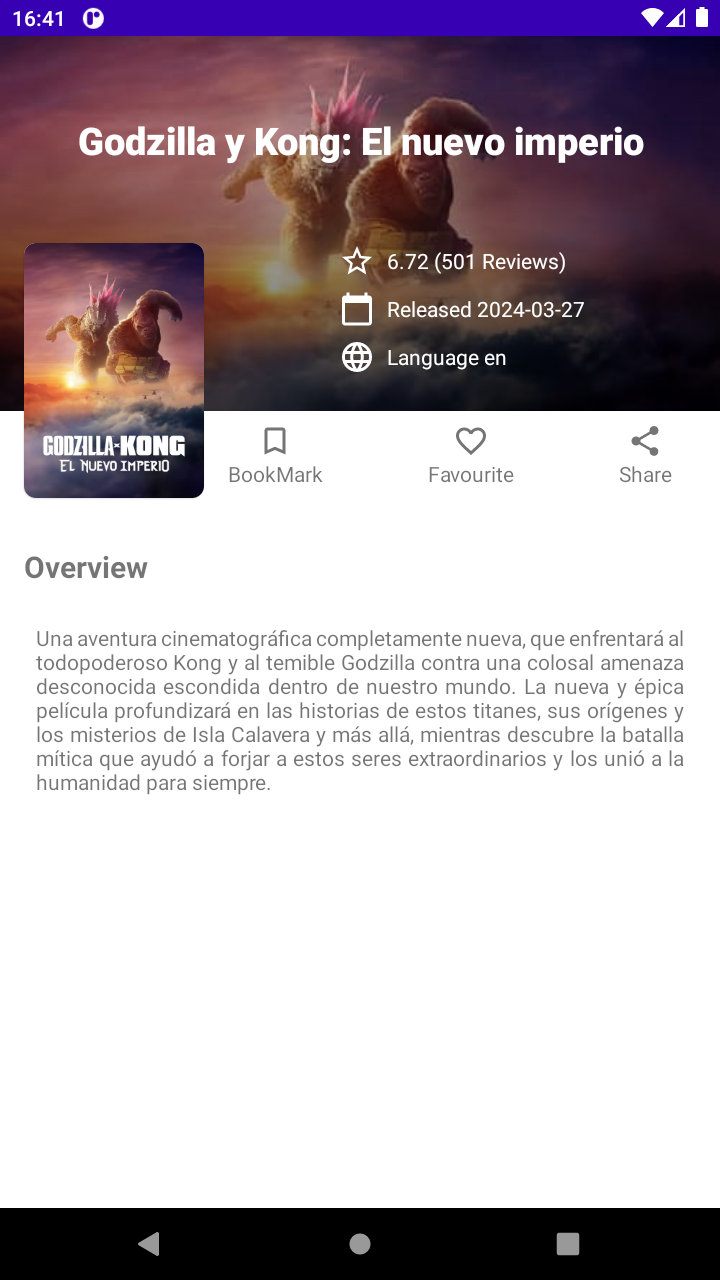 16:41
Godzilla y Kong: El nuevo imperio
6.72 (501 Reviews)
Released 2024-03-27
Language en
GODZILLA × KONG
EL NUEVO IMPERIO
BookMark
Favourite
Share
Overview
Una aventura cinematográfica completamente nueva, que enfrentará al
todopoderoso Kong y al temible Godzilla contra una colosal amenaza
desconocida escondida dentro de nuestro mundo. La nueva y épica
película profundizará en las historias de estos titanes, sus orígenes y
los misterios de Isla Calavera y más allá, mientras descubre la batalla
mítica que ayudó a forjar a estos seres extraordinarios y los unió a la
humanidad para siempre.